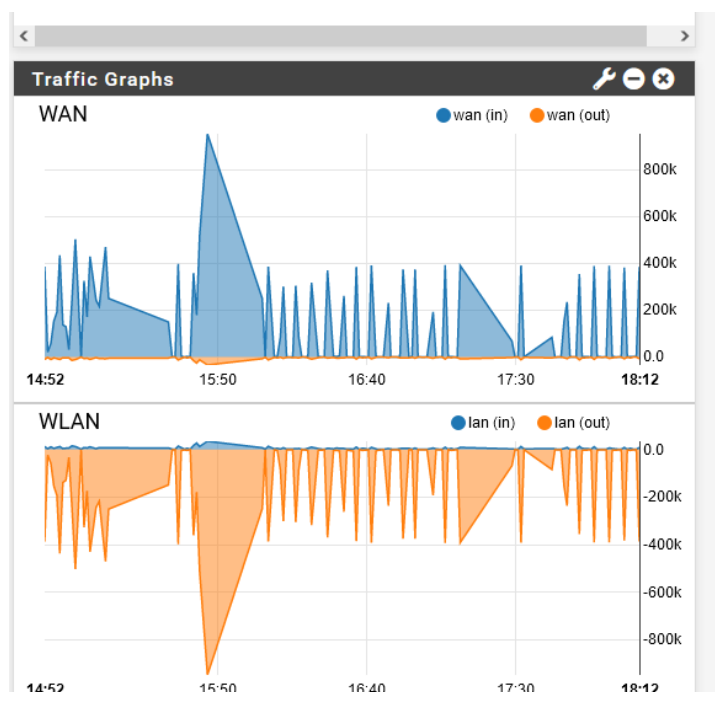 Traffic Graphs
WAN
wan (in) wan (out)
800k
600k
400k
200k
0.0
14:52 15:50 16:40 17:30 18:12
WLAN
lan (in) lan (out)
0.0
-200k
-400k
-600k
-800k
14:52 15:50 16:40 17:30 18:12